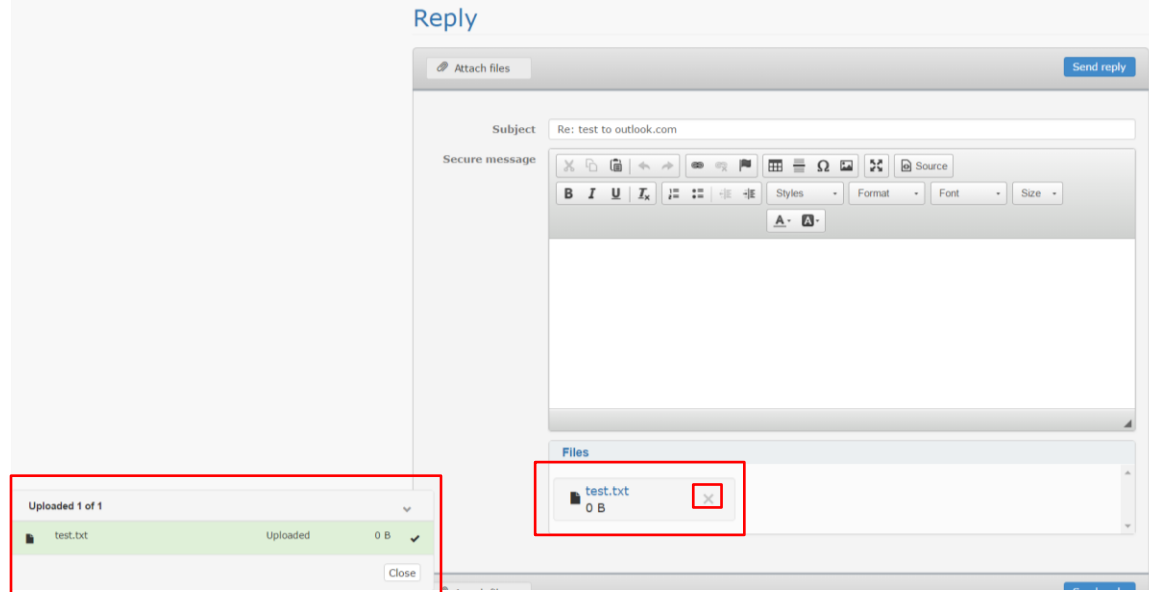 Reply
Attach files
Send reply
Subject
Re: test to outlook.com
Secure message
Source
B I U Tx
Styles
Format
Font
Size
A
A
Files
test.txt
0 B
Uploaded 1 of 1
test.txt Uploaded 0 B
Close